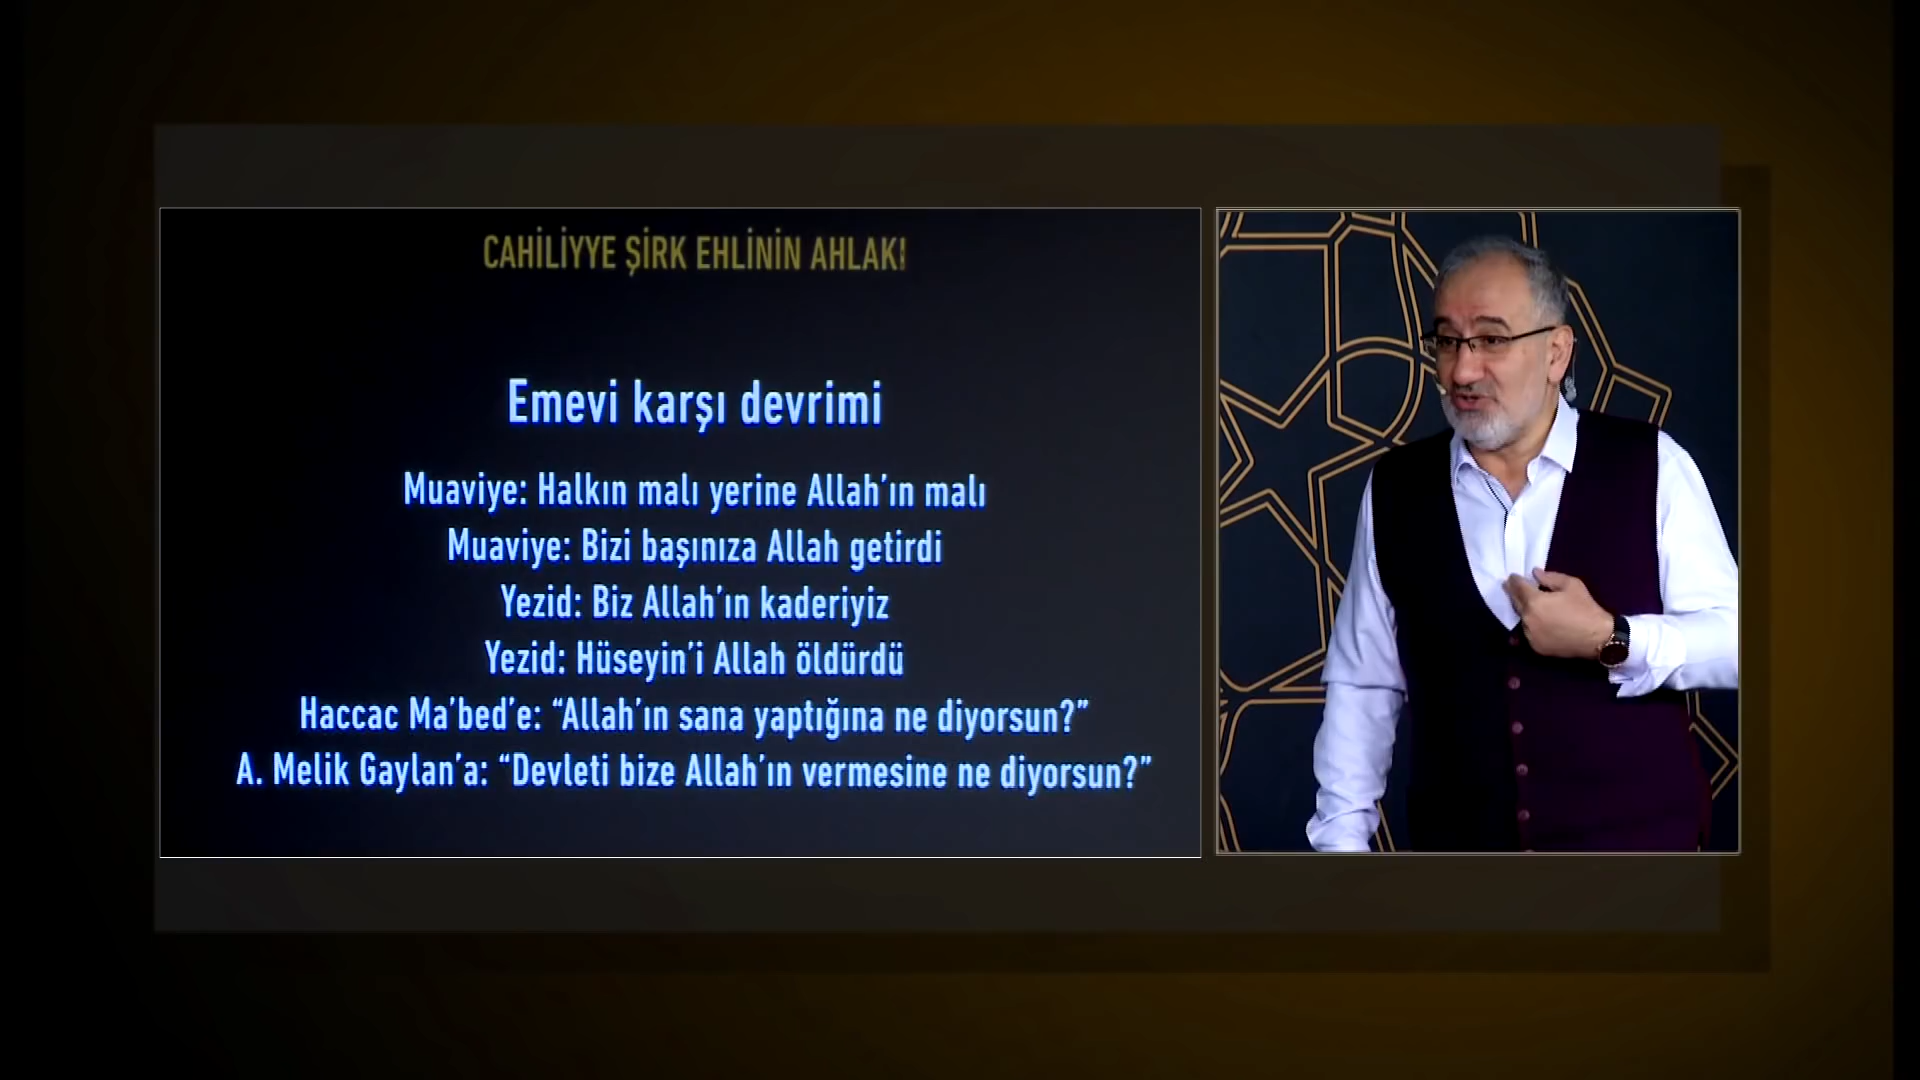 CAHİLİYYE ŞİRK EHLİNİN AHLAKI
Emevi karşı devrimi
Muaviye: Halkın malı yerine Allah’ın malı
Muaviye: Bizi başınıza Allah getirdi
Yezid: Biz Allah’ın kaderiyiz
Yezid: Hüseyin’i Allah öldürdü
Haccac Ma’bed’e: “Allah’ın sana yaptığına ne diyorsun?”
A. Melik Gaylan’a: “Devleti bize Allah’ın vermesine ne diyorsun?”